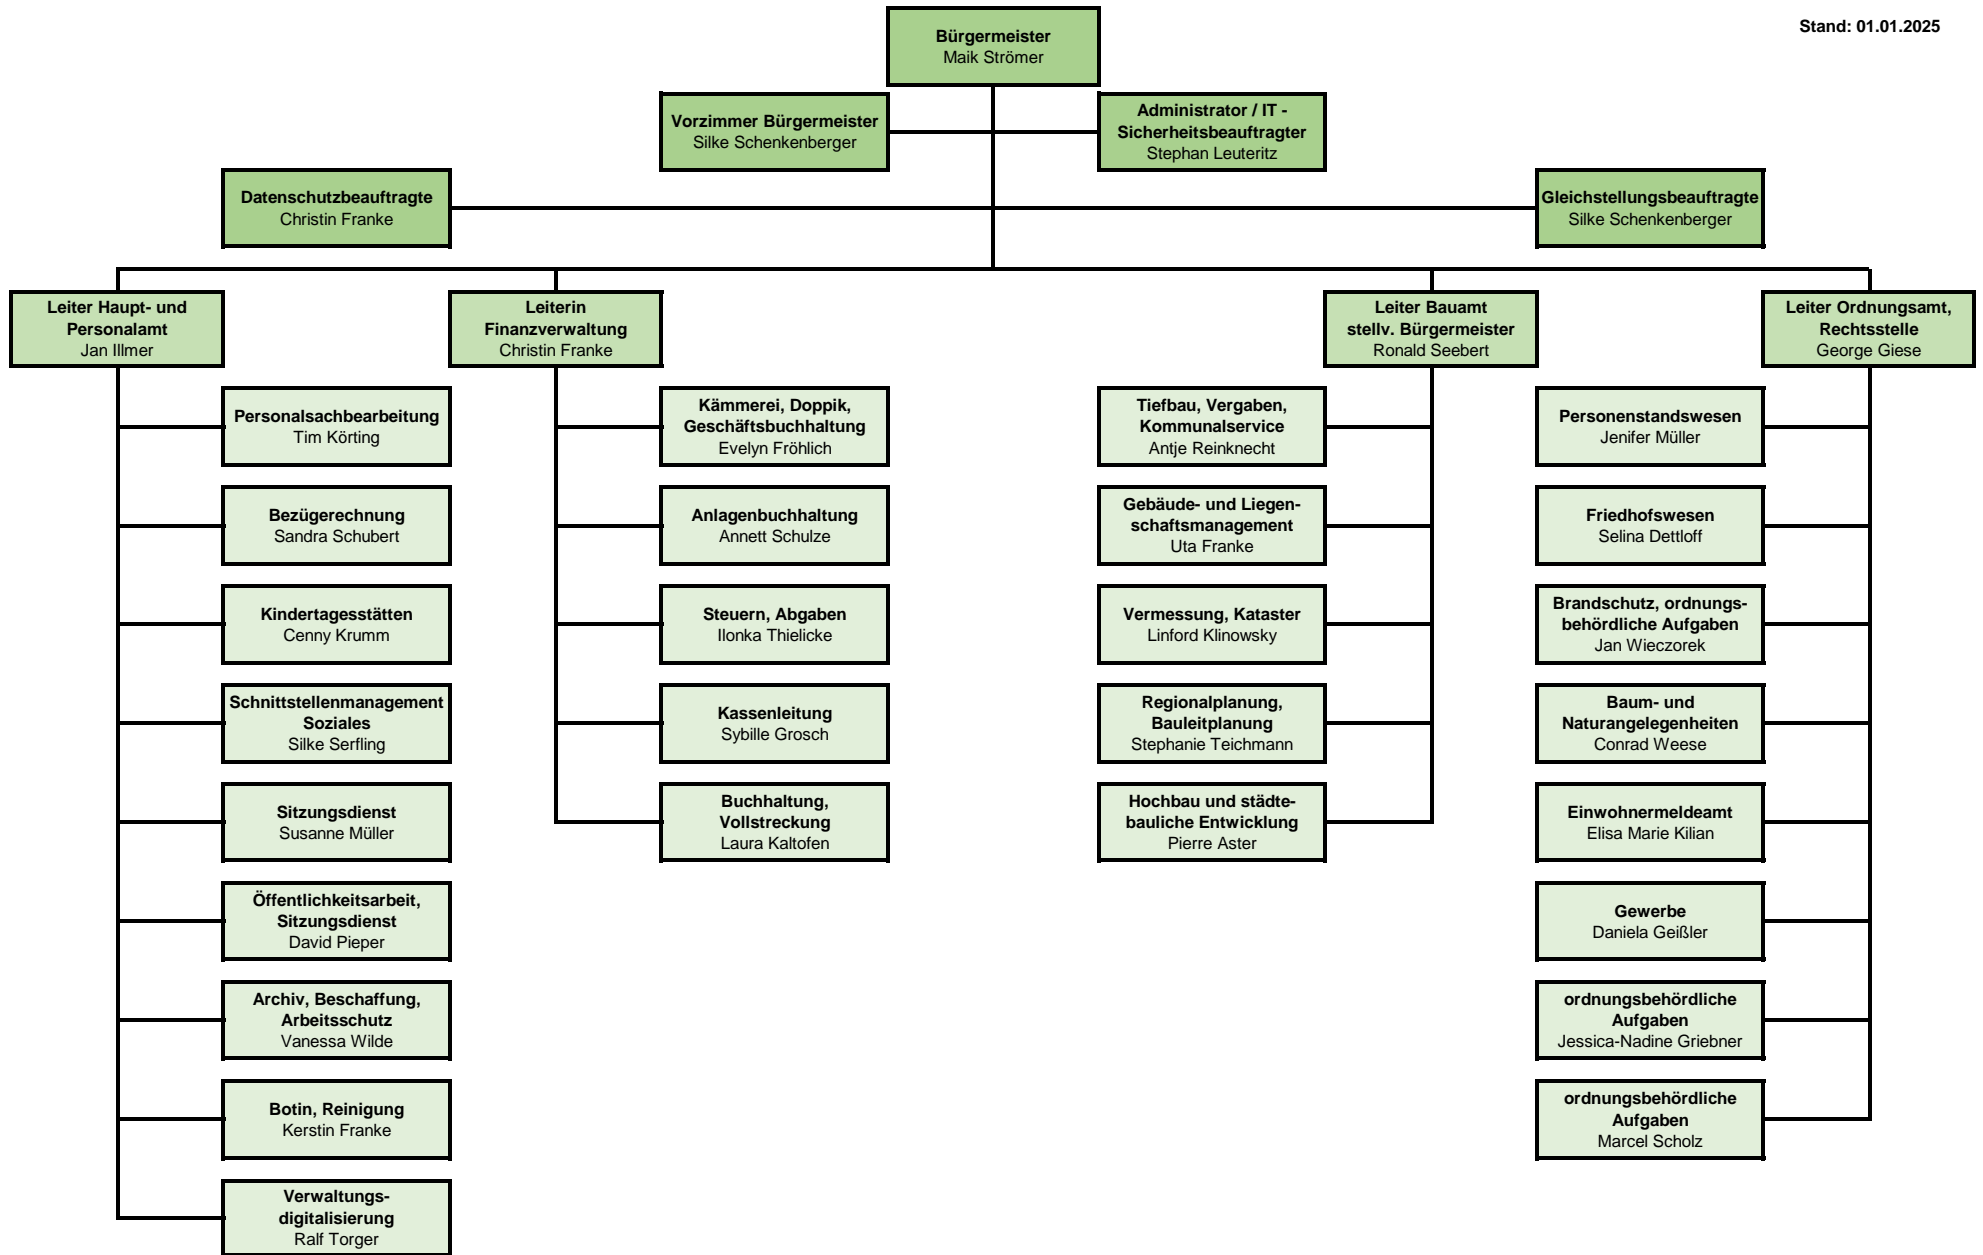 Stand: 01.01.2025
Bürgermeister
Maik Strömer
Vorzimmer Bürgermeister
Silke Schenkenberger
Administrator / IT -
Sicherheitsbeauftragter
Stephan Leuteritz
Datenschutzbeauftragte
Christin Franke
Gleichstellungsbeauftragte
Silke Schenkenberger
Leiter Haupt- und
Personalamt
Jan Illmer
Leiterin
Finanzverwaltung
Christin Franke
Leiter Bauamt
stellv. Bürgermeister
Ronald Seebert
Leiter Ordnungsamt,
Rechtsstelle
George Giese
Personalsachbearbeitung
Tim Körting
Bezügerechnung
Sandra Schubert
Kindertagesstätten
Cenny Krumm
Schnittstellenmanagement
Soziales
Silke Serfling
Sitzungsdienst
Susanne Müller
Öffentlichkeitsarbeit,
Sitzungsdienst
David Pieper
Archiv, Beschaffung,
Arbeitsschutz
Vanessa Wilde
Botin, Reinigung
Kerstin Franke
Verwaltungs-
digitalisierung
Ralf Torger
Kämmerei, Doppik,
Geschäftsbuchhaltung
Evelyn Fröhlich
Anlagenbuchhaltung
Annett Schulze
Steuern, Abgaben
Ilonka Thielicke
Kassenleitung
Sybille Grosch
Buchhaltung,
Vollstreckung
Laura Kaltofen
Tiefbau, Vergaben,
Kommunalservice
Antje Reinknecht
Gebäude- und Liegen-
schaftsmanagement
Uta Franke
Vermessung, Kataster
Linford Klinowsky
Regionalplanung,
Bauleitplanung
Stephanie Teichmann
Hochbau und städte-
bauliche Entwicklung
Pierre Aster
Personenstandswesen
Jenifer Müller
Friedhofswesen
Selina Dettloff
Brandschutz, ordnungs-
behördliche Aufgaben
Jan Wieczorek
Baum- und
Naturangelegenheiten
Conrad Weese
Einwohnermeldeamt
Elisa Marie Kilian
Gewerbe
Daniela Geißler
ordnungsbehördliche
Aufgaben
Jessica-Nadine Griebner
ordnungsbehördliche
Aufgaben
Marcel Scholz